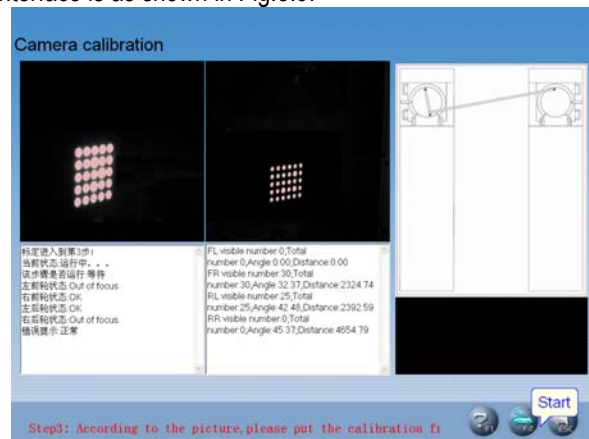 Camera calibration
标定进入到第3步!
当前状态:运行中。。。
该步骤是否运行:等待
左前轮状态:Out of focus
右前轮状态:OK
左后轮状态:OK
右后轮状态:Out of focus
错误提示:正常
FL visible number:0,Total
number:0,Angle:0.00,Distance:0.00
FR visible number:30,Total
number:30,Angle:32.37,Distance:2324.74
RL visible number:25,Total
number:25,Angle:42.48,Distance:2392.59
RR visible number:0,Total
number:0,Angle:45.37,Distance:4654.79
Start
F1
ESC
Step3: According to the picture,please put the calibration fr